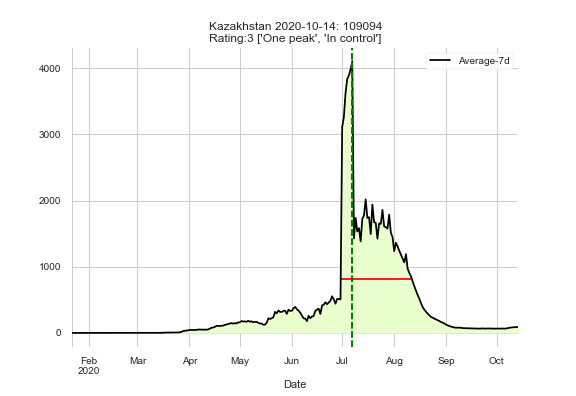 Kazakhstan 2020-10-14: 109094
Rating:3 ['One peak', 'In control']
Average-7d
4000
3000
2000
1000
0
Feb Mar Apr May Jun Jul Aug Sep Oct
2020
Date